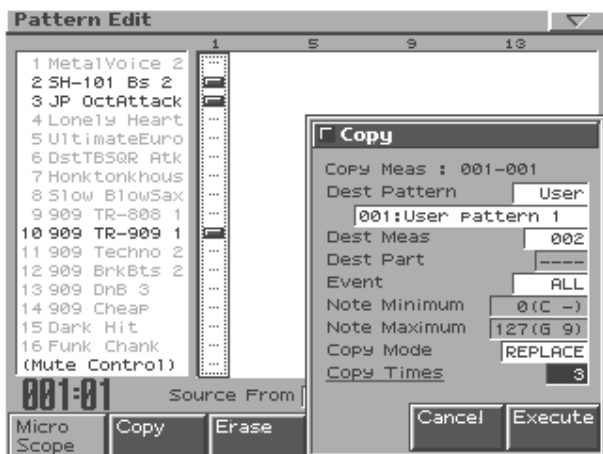 Pattern Edit
1 5 9 13
1 MetalVoice 2
2 SH-101 Bs 2
3 JP OctAttack
4 Lonely Heart
5 UltimateEuro
6 DstTBSQR Atk
7 Honktonkhous
8 Slow BlowSax
9 909 TR-808 1
10 909 TR-909 1
11 909 Techno 2
12 909 BrkBts 2
13 909 DnB 3
14 909 Cheap
15 Dark Hit
16 Funk Chank
(Mute Control)
001:01
Source From
Micro Scope
Copy
Erase
Copy
Copy Meas : 001-001
Dest Pattern User
001:User pattern 1
Dest Meas 002
Dest Part ----
Event ALL
Note Minimum 0(C -)
Note Maximum 127(G 9)
Copy Mode REPLACE
Copy Times 3
Cancel Execute